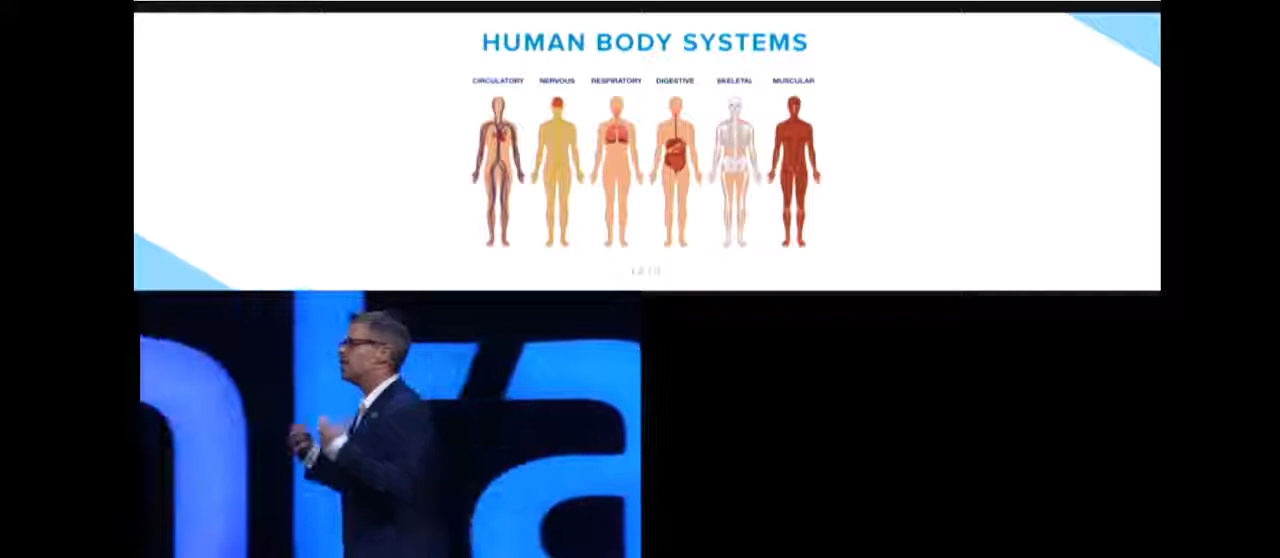 HUMAN BODY SYSTEMS
CIRCULATORY NERVOUS RESPIRATORY DIGESTIVE SKELETAL MUSCULAR